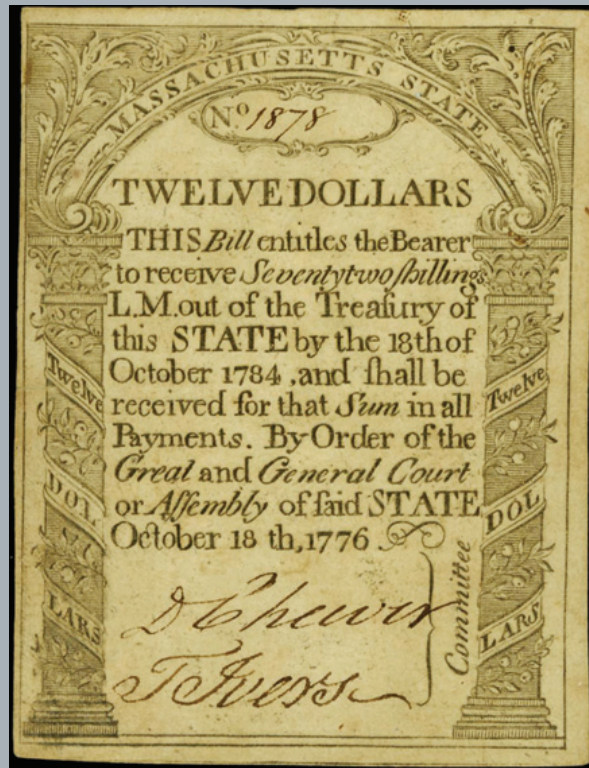 MASSACHUSETTS STATE
Nº 1878
TWELVE DOLLARS
THIS Bill entitles the Bearer
to receive Seventytwo ſhillings
L.M. out of the Treaſury of
this STATE by the 18th of
October 1784, and ſhall be
received for that Sum in all
Payments. By Order of the
Great and General Court
or Aſſembly of ſaid STATE
October 18 th, 1776.
Twelve
DOL
LARS
Twelve
DOL
LARS
Committee
D Chever
T Ivers